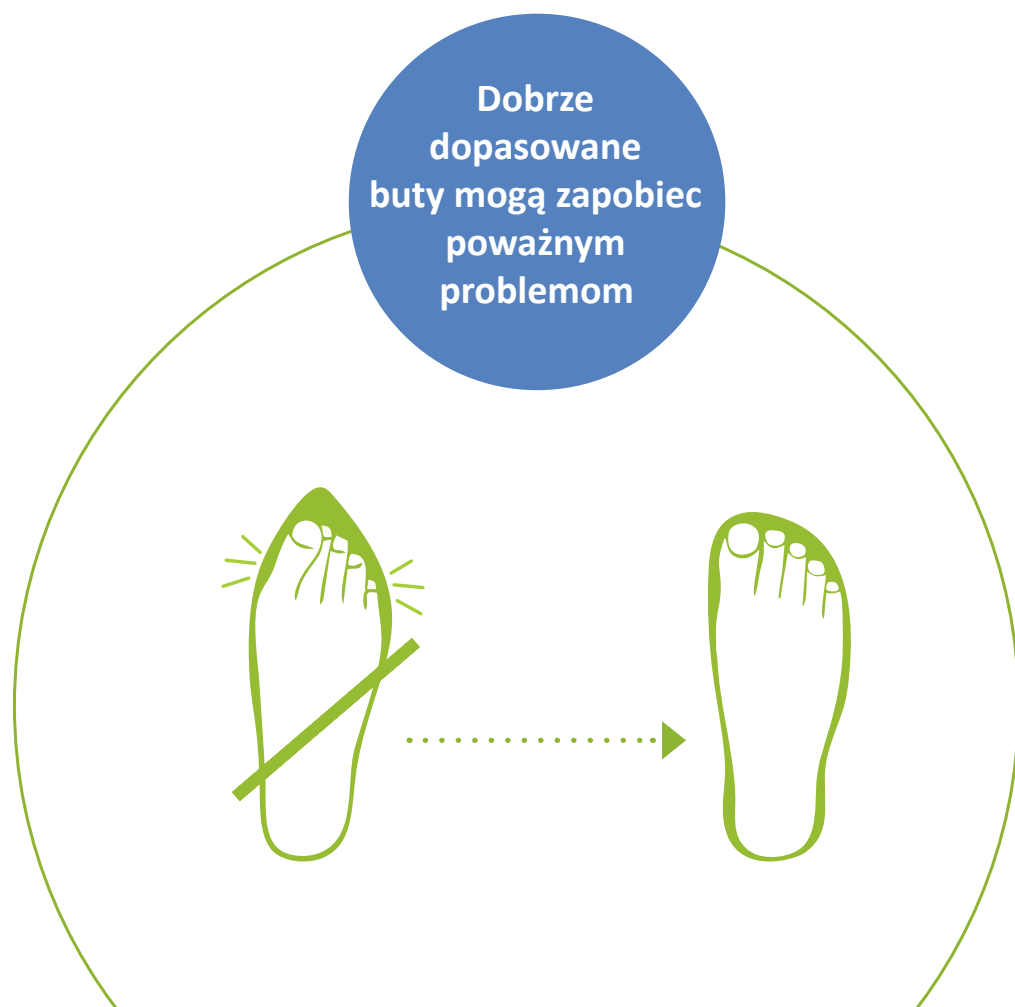 Dobrze
dopasowane
buty mogą zapobiec
poważnym
problemom